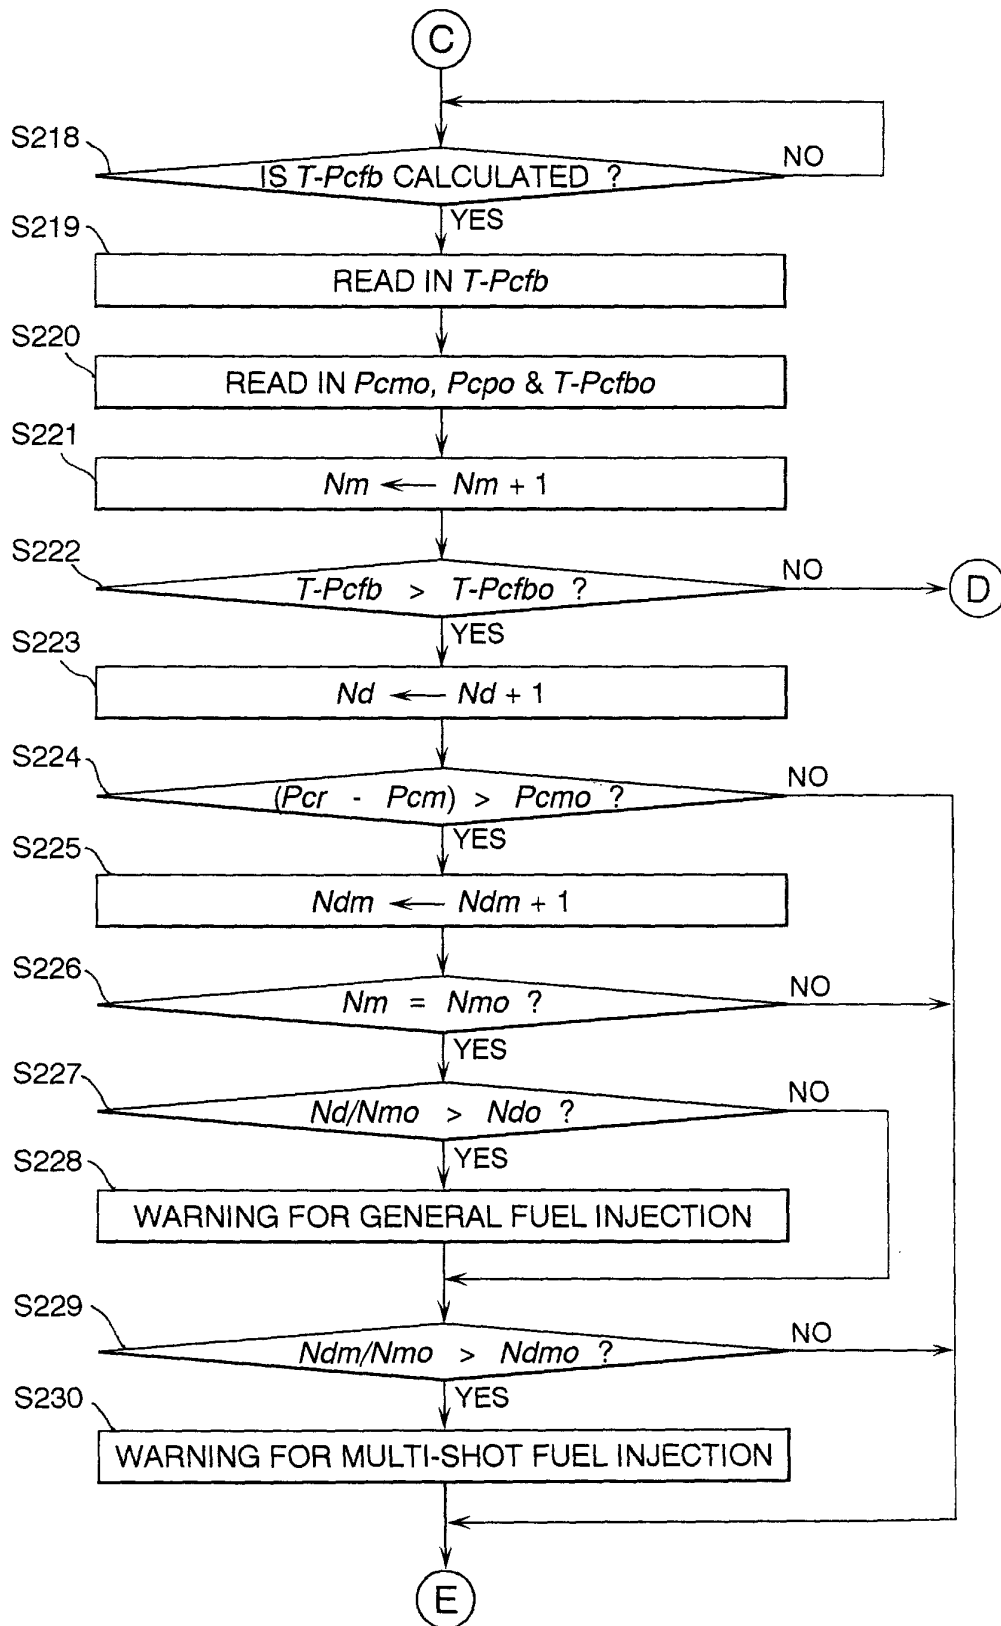 C
S218
IS T-Pcfb CALCULATED ?
NO
YES
S219
READ IN T-Pcfb
S220
READ IN Pcmo, Pcpo & T-Pcfbo
S221
Nm ← Nm + 1
S222
T-Pcfb > T-Pcfbo ?
NO
D
YES
S223
Nd ← Nd + 1
S224
(Pcr - Pcm) > Pcmo ?
NO
YES
S225
Ndm ← Ndm + 1
S226
Nm = Nmo ?
NO
YES
S227
Nd/Nmo > Ndo ?
NO
YES
S228
WARNING FOR GENERAL FUEL INJECTION
S229
Ndm/Nmo > Ndmo ?
NO
YES
S230
WARNING FOR MULTI-SHOT FUEL INJECTION
E